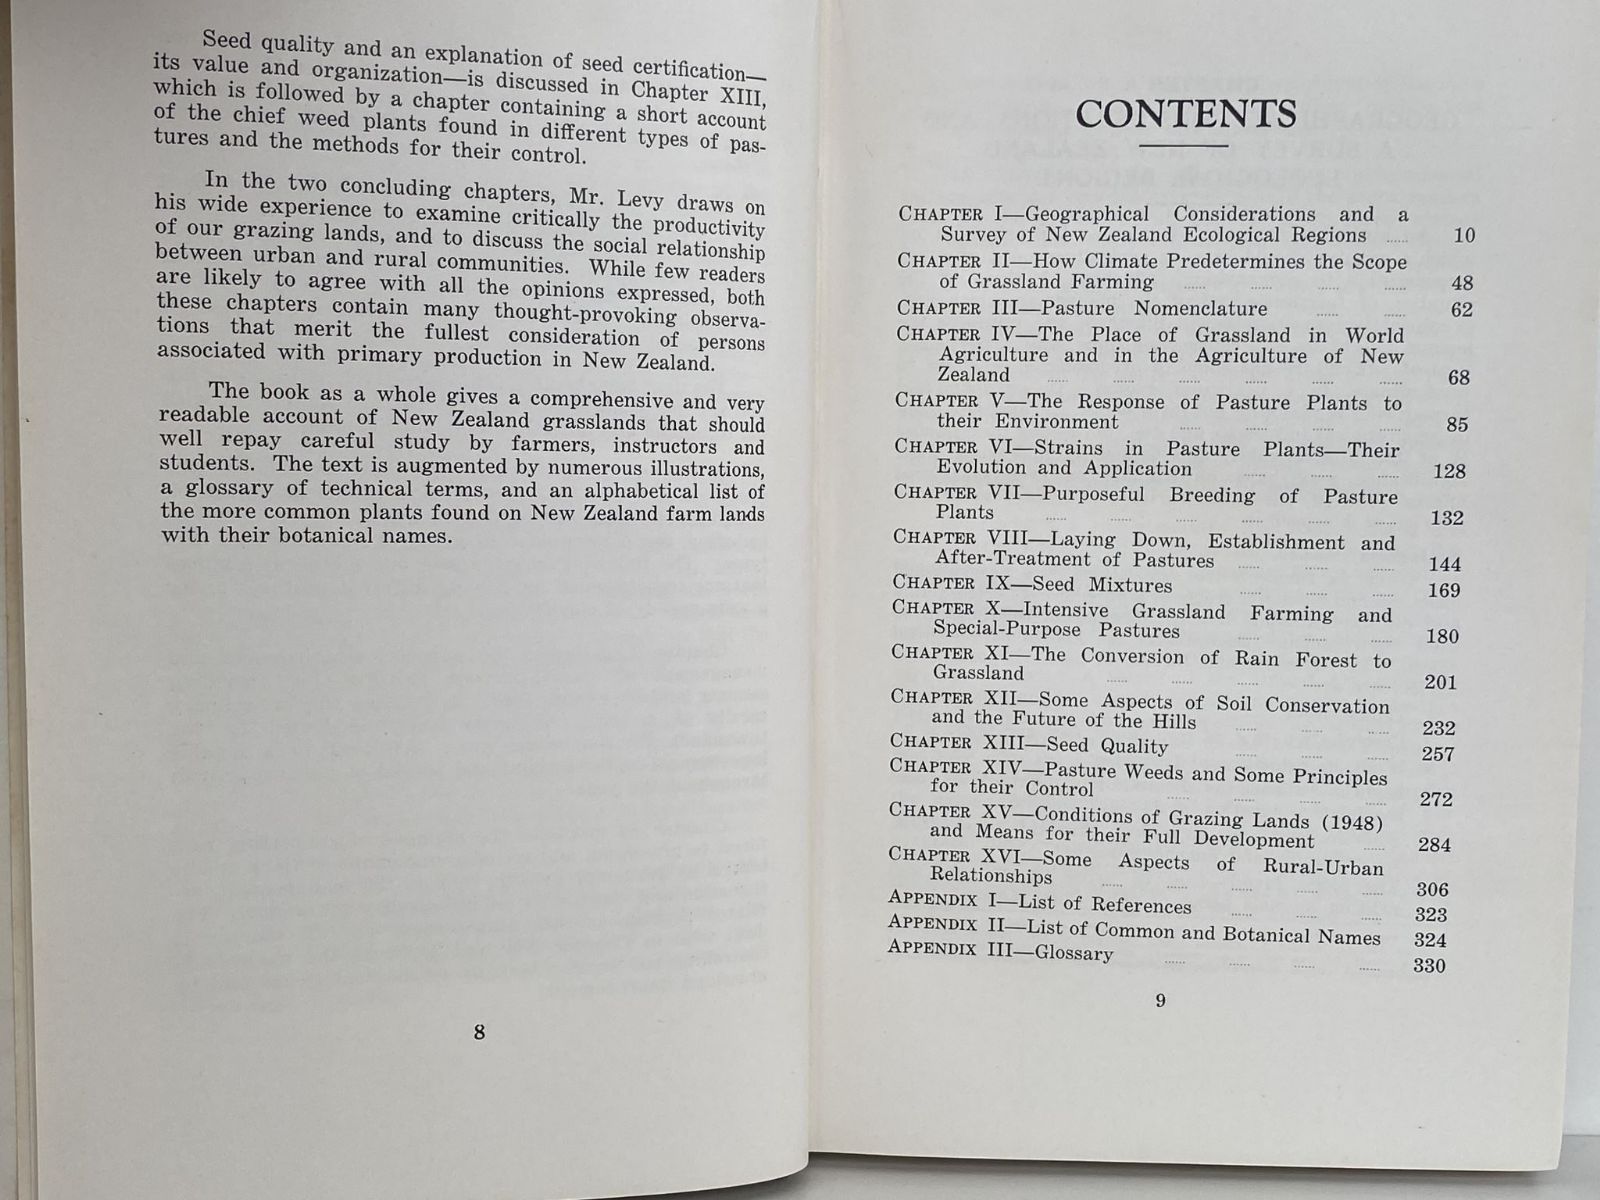 Seed quality and an explanation of seed certification—
its value and organization—is discussed in Chapter XIII,
which is followed by a chapter containing a short account
of the chief weed plants found in different types of pas-
tures and the methods for their control.
In the two concluding chapters, Mr. Levy draws on
his wide experience to examine critically the productivity
of our grazing lands, and to discuss the social relationship
between urban and rural communities. While few readers
are likely to agree with all the opinions expressed, both
these chapters contain many thought-provoking observa-
tions that merit the fullest consideration of persons
associated with primary production in New Zealand.
The book as a whole gives a comprehensive and very
readable account of New Zealand grasslands that should
well repay careful study by farmers, instructors and
students. The text is augmented by numerous illustrations,
a glossary of technical terms, and an alphabetical list of
the more common plants found on New Zealand farm lands
with their botanical names.
8
CONTENTS
CHAPTER I—Geographical Considerations and a
Survey of New Zealand Ecological Regions ...... 10
CHAPTER II—How Climate Predetermines the Scope
of Grassland Farming ...... ...... ...... ...... 48
CHAPTER III—Pasture Nomenclature ...... ...... 62
CHAPTER IV—The Place of Grassland in World
Agriculture and in the Agriculture of New
Zealand ...... ...... ...... ...... ...... ...... 68
CHAPTER V—The Response of Pasture Plants to
their Environment ...... ...... ...... ...... 85
CHAPTER VI—Strains in Pasture Plants—Their
Evolution and Application ...... ...... ...... 128
CHAPTER VII—Purposeful Breeding of Pasture
Plants ...... ...... ...... ...... ...... ...... 132
CHAPTER VIII—Laying Down, Establishment and
After-Treatment of Pastures ...... ...... ...... 144
CHAPTER IX—Seed Mixtures ...... ...... ...... 169
CHAPTER X—Intensive Grassland Farming and
Special-Purpose Pastures ...... ...... ...... 180
CHAPTER XI—The Conversion of Rain Forest to
Grassland ...... ...... ...... ...... ...... 201
CHAPTER XII—Some Aspects of Soil Conservation
and the Future of the Hills ...... ...... ...... 232
CHAPTER XIII—Seed Quality ...... ...... ...... 257
CHAPTER XIV—Pasture Weeds and Some Principles
for their Control ...... ...... ...... ...... 272
CHAPTER XV—Conditions of Grazing Lands (1948)
and Means for their Full Development ...... 284
CHAPTER XVI—Some Aspects of Rural-Urban
Relationships ...... ...... ...... ...... ...... 306
APPENDIX I—List of References ...... ...... ...... 323
APPENDIX II—List of Common and Botanical Names 324
APPENDIX III—Glossary ...... ...... ...... ...... 330
9